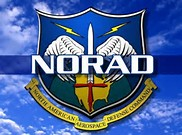 NORAD
NORTH AMERICAN
AEROSPACE
DEFENSE COMMAND